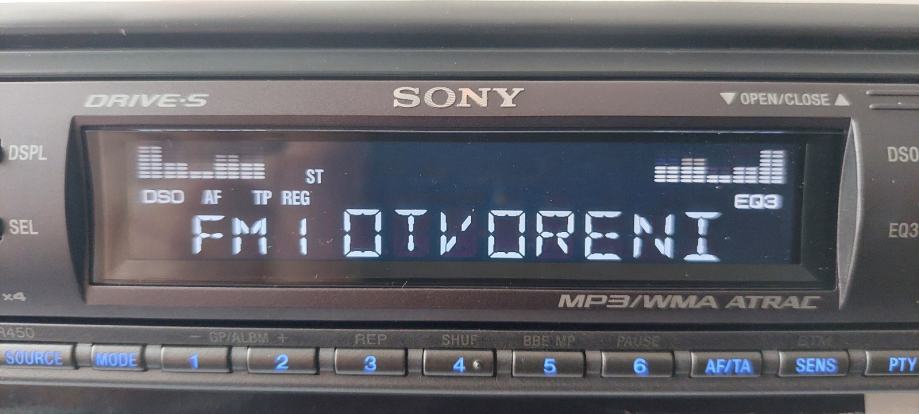 DRIVE·S SONY ▼ OPEN/CLOSE ▲
DSPL DSO
ST
DSO AF TP REG EQ3
SEL FM1 OTVORENI EQ3
x4 MP3/WMA ATRAC
- GP/ALBM + REP SHUF BBE MP PAUSE
SOURCE MODE 1 2 3 4 5 6 AF/TA SENS PTY